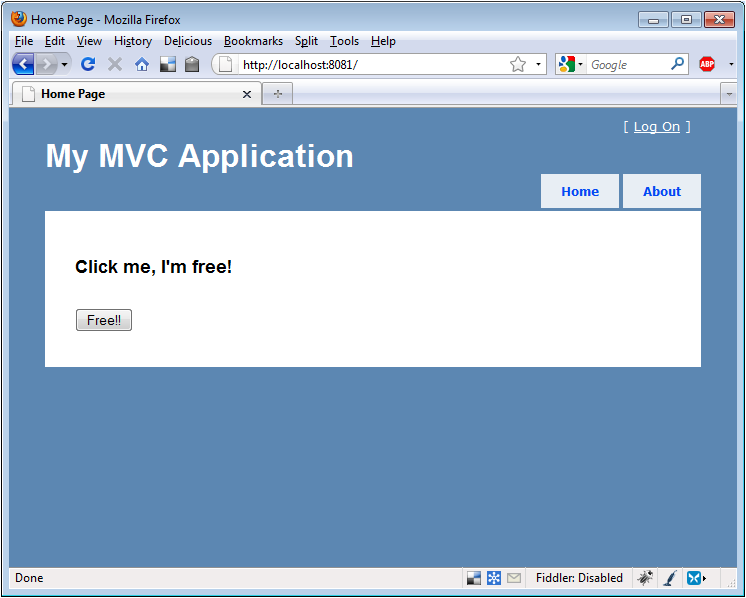 Home Page - Mozilla Firefox
File Edit View History Delicious Bookmarks Split Tools Help
http://localhost:8081/
Google
ABP
Home Page
[ Log On ]
My MVC Application
Home About
Click me, I'm free!
Free!!
Done
Fiddler: Disabled